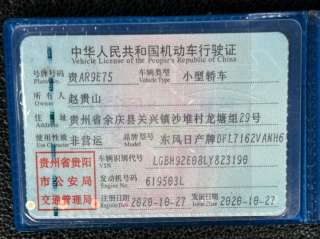 中华人民共和国机动车行驶证
Vehicle License of the People's Republic of China
号牌号码 贵AR9E75 车辆类型 小型轿车
Plate No. Vehicle Type
所有人 赵贵山
Owner
住址 贵州省余庆县关兴镇沙堆村龙塘组29号
Address
使用性质 非营运 品牌型号 东风日产牌DFL7162VANH6
Use Character Model
贵州省贵阳市公安局交通管理局
车辆识别代号 LGBH92E08LY823190
VIN
发动机号码 619503L
Engine No.
注册日期 2020-10-27 发证日期 2020-10-27
Register Date Issue Date